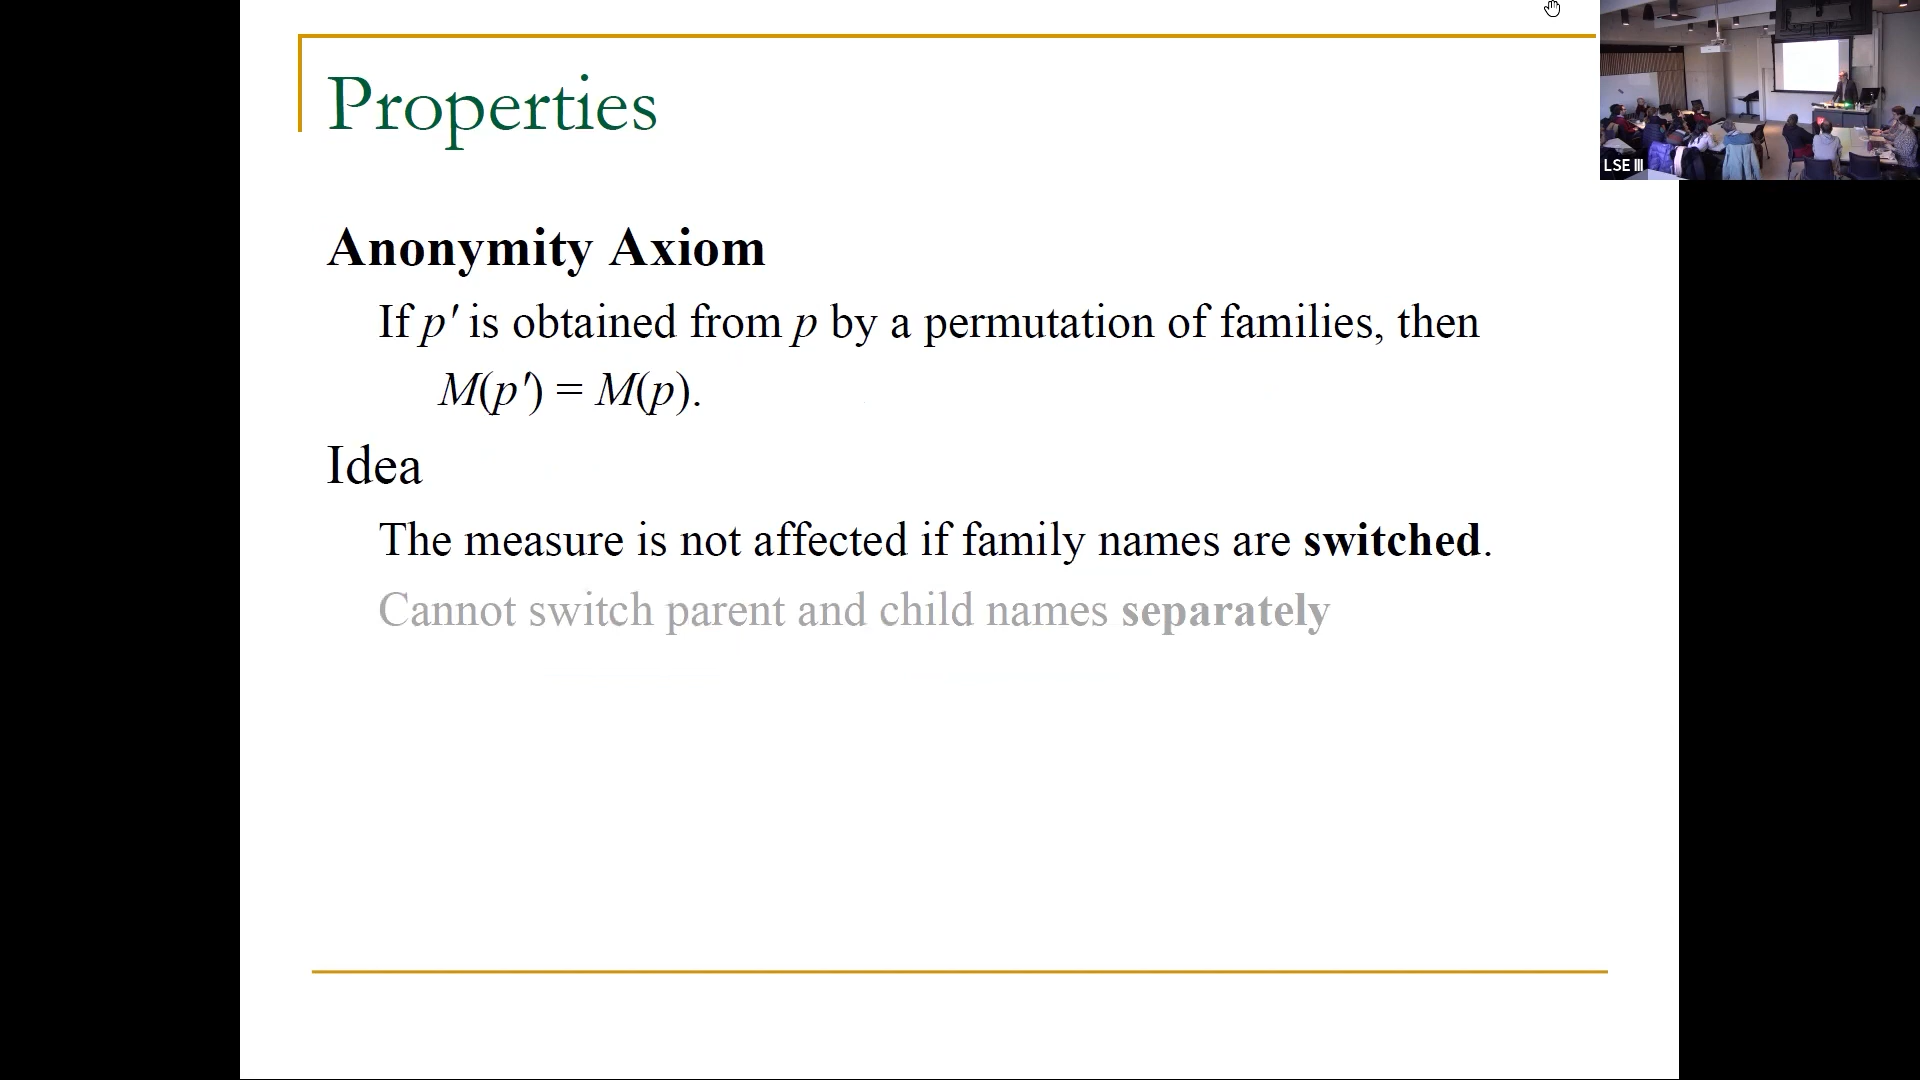 Properties
LSE III
Anonymity Axiom
If p' is obtained from p by a permutation of families, then
M(p') = M(p).
Idea
The measure is not affected if family names are switched.
Cannot switch parent and child names separately